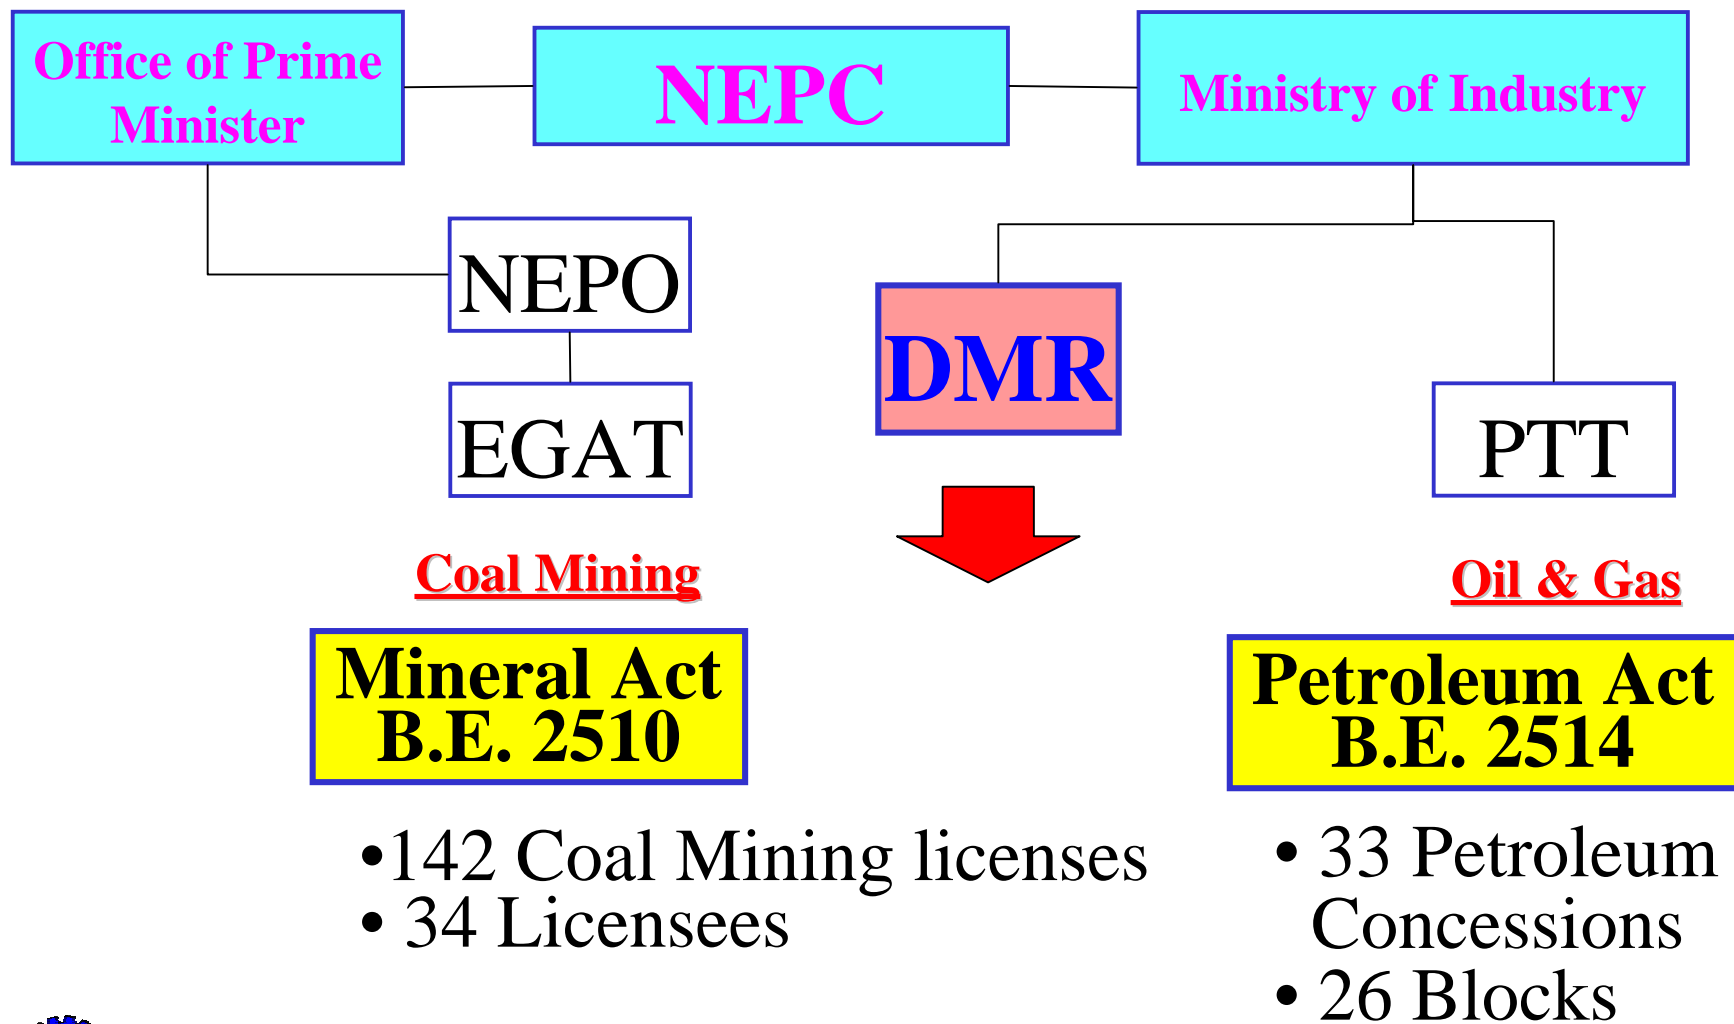 Office of Prime
Minister
NEPC
Ministry of Industry
NEPO
DMR
EGAT
PTT
Coal Mining
Oil & Gas
Mineral Act
B.E. 2510
Petroleum Act
B.E. 2514
•142 Coal Mining licenses
• 34 Licensees
• 33 Petroleum
Concessions
• 26 Blocks